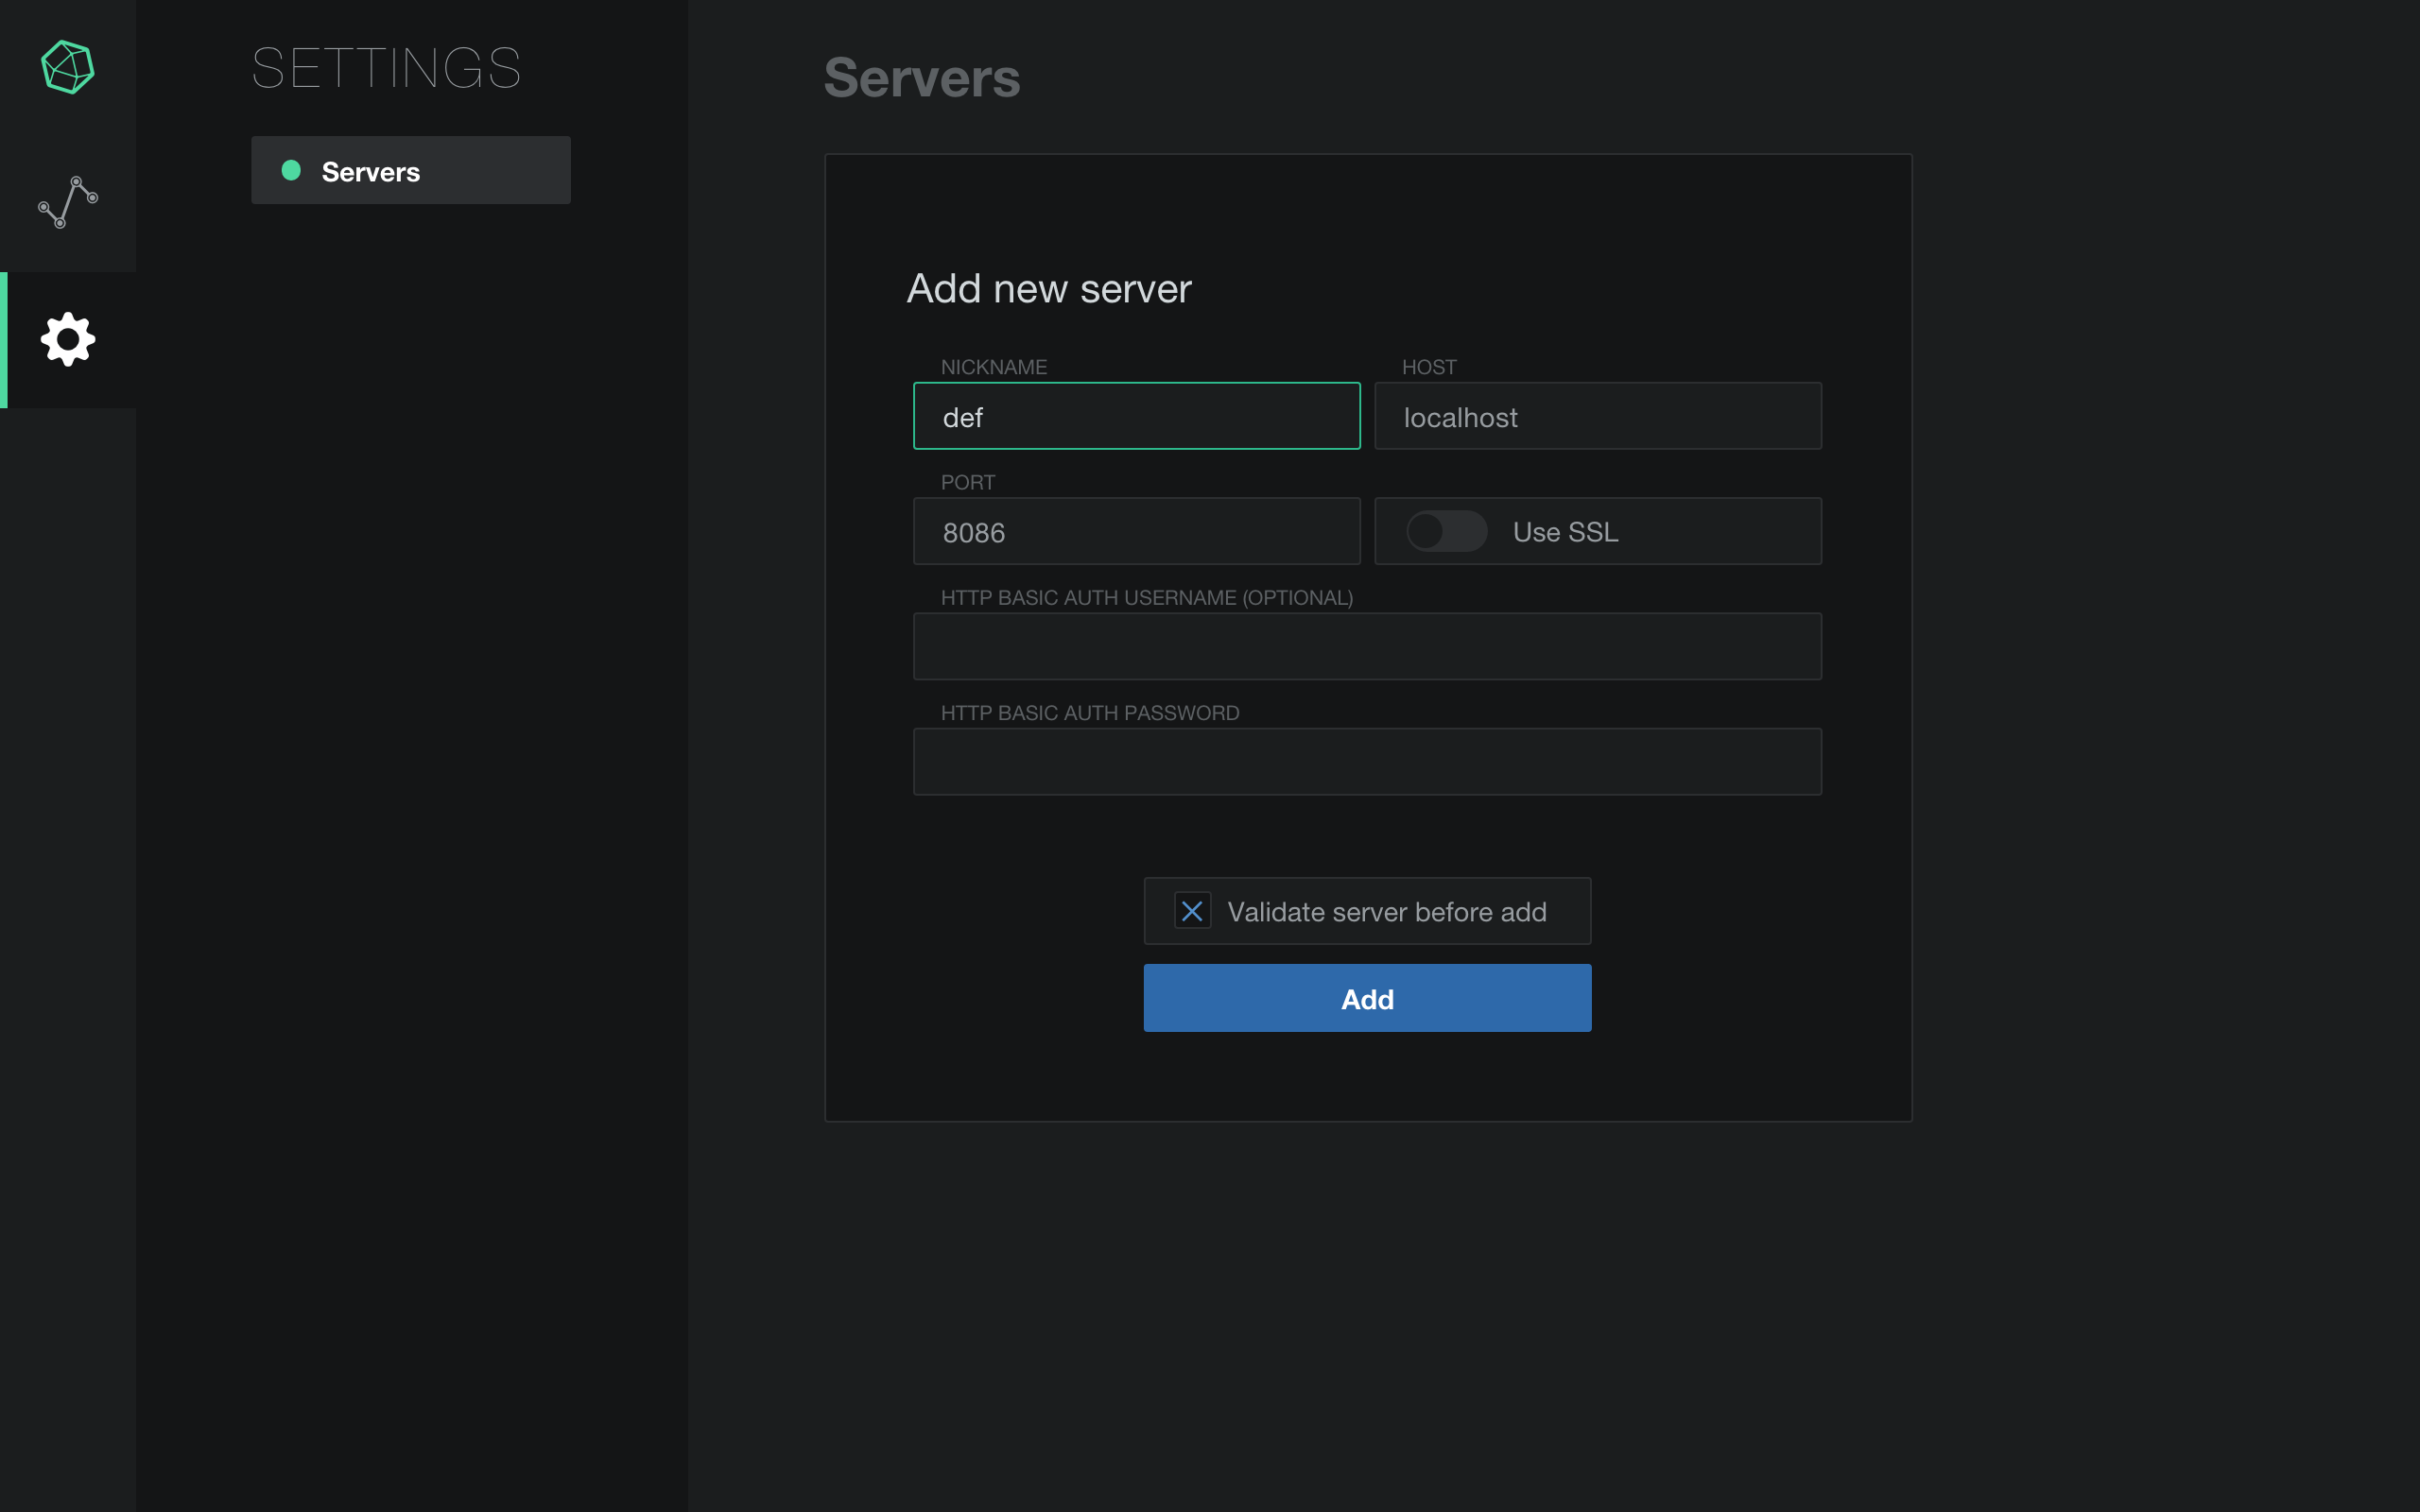 SETTINGS
Servers
Servers
Add new server
NICKNAME
HOST
def
localhost
PORT
8086
Use SSL
HTTP BASIC AUTH USERNAME (OPTIONAL)
HTTP BASIC AUTH PASSWORD
Validate server before add
Add